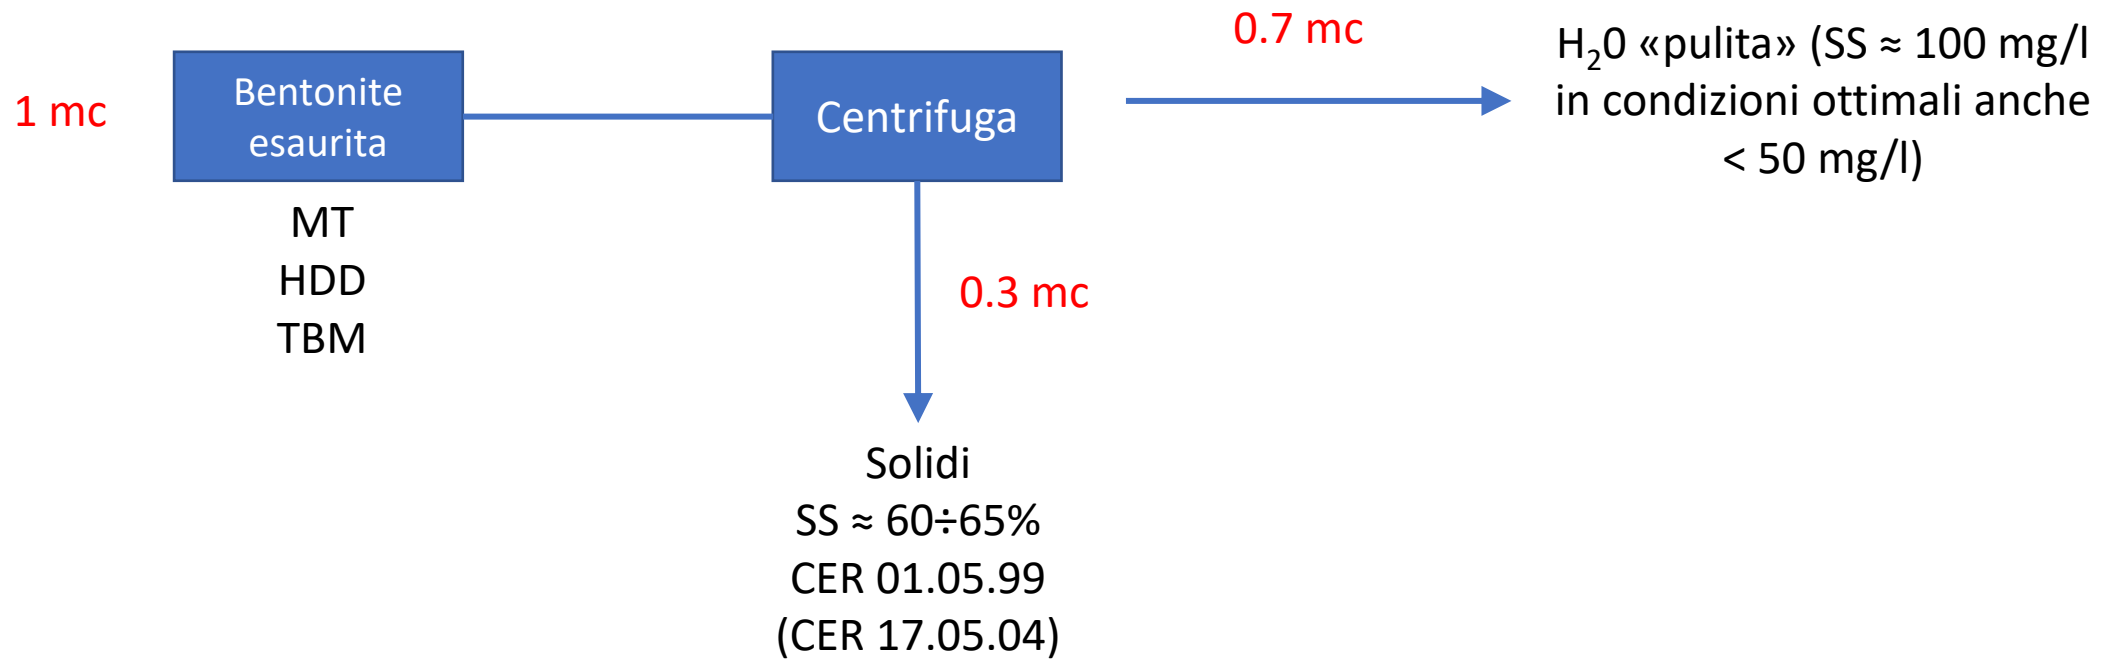 1 mc
Bentonite
esaurita
MT
HDD
TBM
Centrifuga
0.7 mc
H₂0 «pulita» (SS ≈ 100 mg/l
in condizioni ottimali anche
< 50 mg/l)
0.3 mc
Solidi
SS ≈ 60÷65%
CER 01.05.99
(CER 17.05.04)